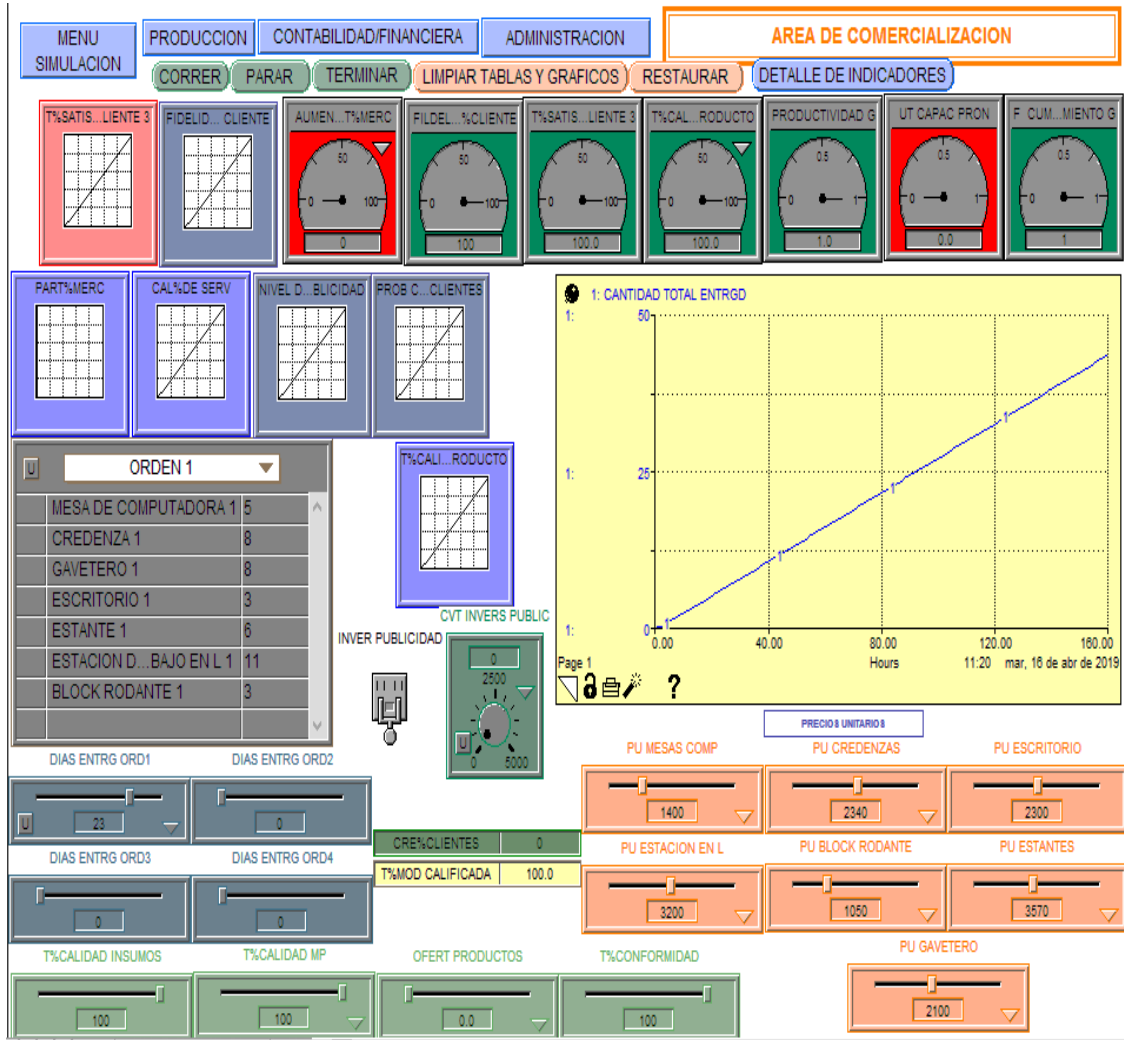 MENU
SIMULACION
PRODUCCION
CONTABILIDAD/FINANCIERA
ADMINISTRACION
AREA DE COMERCIALIZACION
CORRER
PARAR
TERMINAR
LIMPIAR TABLAS Y GRAFICOS
RESTAURAR
DETALLE DE INDICADORES
T%SATIS...LIENTE 3
FIDELID... CLIENTE
AUMEN...T%MERC
50
0
100
0
FILDEL...%CLIENTE
50
0
100
100
T%SATIS...LIENTE 3
50
0
100
100.0
T%CAL...RODUCTO
50
0
100
100.0
PRODUCTIVIDAD G
0.5
0
1
1.0
UT CAPAC PRON
0.5
0
1
0.0
F CUM...MIENTO G
0.5
0
1
1
PART%MERC
CAL%DE SERV
NIVEL D...BLICIDAD
PROB C...CLIENTES
1: CANTIDAD TOTAL ENTRGD
1: 50
1: 25
1: 0
1
1
1
1
0.00 40.00 80.00 120.00 160.00
Page 1 Hours 11:20 mar, 16 de abr de 2019
?
U ORDEN 1
MESA DE COMPUTADORA 1 5
CREDENZA 1 8
GAVETERO 1 8
ESCRITORIO 1 3
ESTANTE 1 6
ESTACION D...BAJO EN L 1 11
BLOCK RODANTE 1 3
T%CALI...RODUCTO
INVER PUBLICIDAD
CVT INVERS PUBLIC
0
2500
U
0 5000
PRECIOS UNITARIOS
DIAS ENTRG ORD1
U 23
DIAS ENTRG ORD2
0
DIAS ENTRG ORD3
0
DIAS ENTRG ORD4
0
CRE%CLIENTES 0
T%MOD CALIFICADA 100.0
PU MESAS COMP
1400
PU CREDENZAS
2340
PU ESCRITORIO
2300
PU ESTACION EN L
3200
PU BLOCK RODANTE
1050
PU ESTANTES
3570
T%CALIDAD INSUMOS
100
T%CALIDAD MP
100
OFERT PRODUCTOS
0.0
T%CONFORMIDAD
100
PU GAVETERO
2100